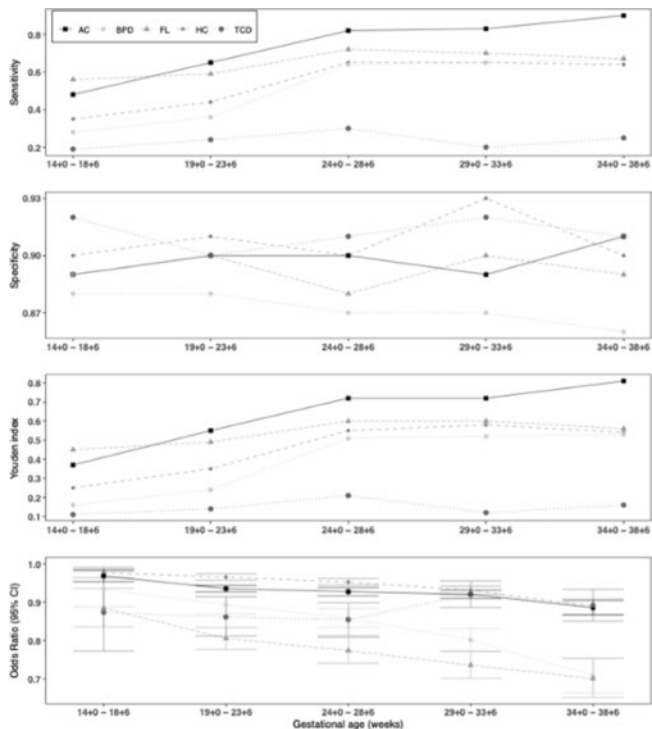 AC BPD FL HC TCD
Sensitivity
0.8
0.6
0.4
0.2
14+0 – 18+6 19+0 – 23+6 24+0 – 28+6 29+0 – 33+6 34+0 – 38+6
Specificity
0.93
0.90
0.87
14+0 – 18+6 19+0 – 23+6 24+0 – 28+6 29+0 – 33+6 34+0 – 38+6
Youden index
0.8
0.7
0.6
0.5
0.4
0.3
0.2
0.1
14+0 – 18+6 19+0 – 23+6 24+0 – 28+6 29+0 – 33+6 34+0 – 38+6
Odds Ratio (95% CI)
1.0
0.9
0.8
0.7
14+0 – 18+6 19+0 – 23+6 24+0 – 28+6 29+0 – 33+6 34+0 – 38+6
Gestational age (weeks)